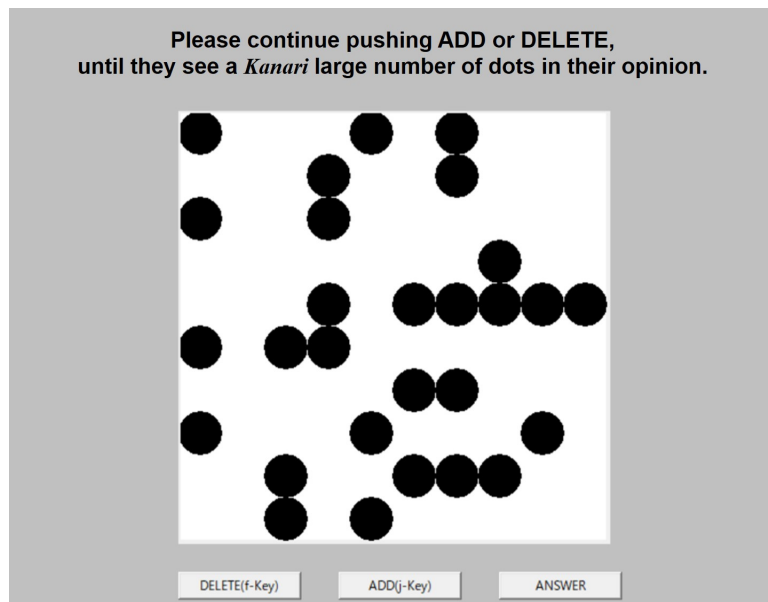 Please continue pushing ADD or DELETE,
until they see a Kanari large number of dots in their opinion.
DELETE(f-Key) ADD(j-Key) ANSWER